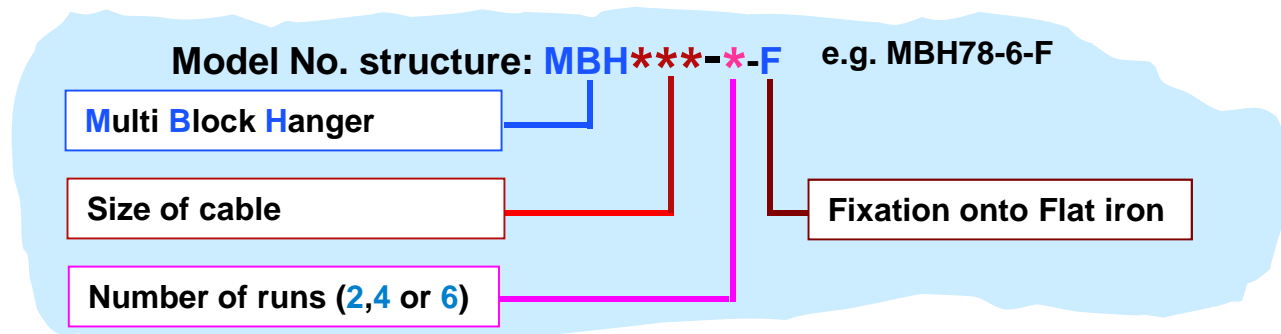 Model No. structure: MBH***-*-F e.g. MBH78-6-F
Multi Block Hanger
Size of cable
Fixation onto Flat iron
Number of runs (2,4 or 6)